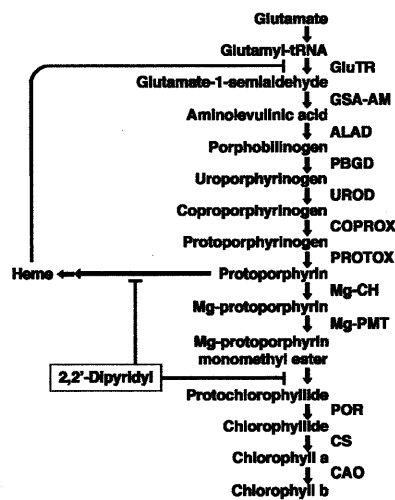 Glutamate
Glutamyl-tRNA
GluTR
Glutamate-1-semialdehyde
GSA-AM
Aminolevulinic acid
ALAD
Porphobilinogen
PBGD
Uroporphyrinogen
UROD
Coproporphyrinogen
COPROX
Protoporphyrinogen
PROTOX
Heme
Protoporphyrin
Mg-CH
Mg-protoporphyrin
Mg-PMT
Mg-protoporphyrin
monomethyl ester
2,2'-Dipyridyl
Protochlorophyllide
POR
Chlorophyllide
CS
Chlorophyll a
CAO
Chlorophyll b